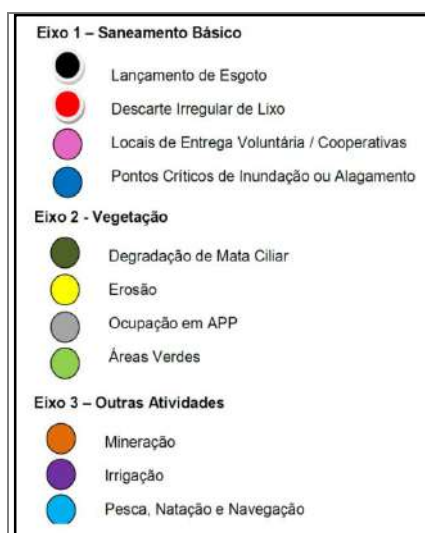 Eixo 1 – Saneamento Básico
Lançamento de Esgoto
Descarte Irregular de Lixo
Locais de Entrega Voluntária / Cooperativas
Pontos Críticos de Inundação ou Alagamento
Eixo 2 - Vegetação
Degradação de Mata Ciliar
Erosão
Ocupação em APP
Áreas Verdes
Eixo 3 – Outras Atividades
Mineração
Irrigação
Pesca, Natação e Navegação